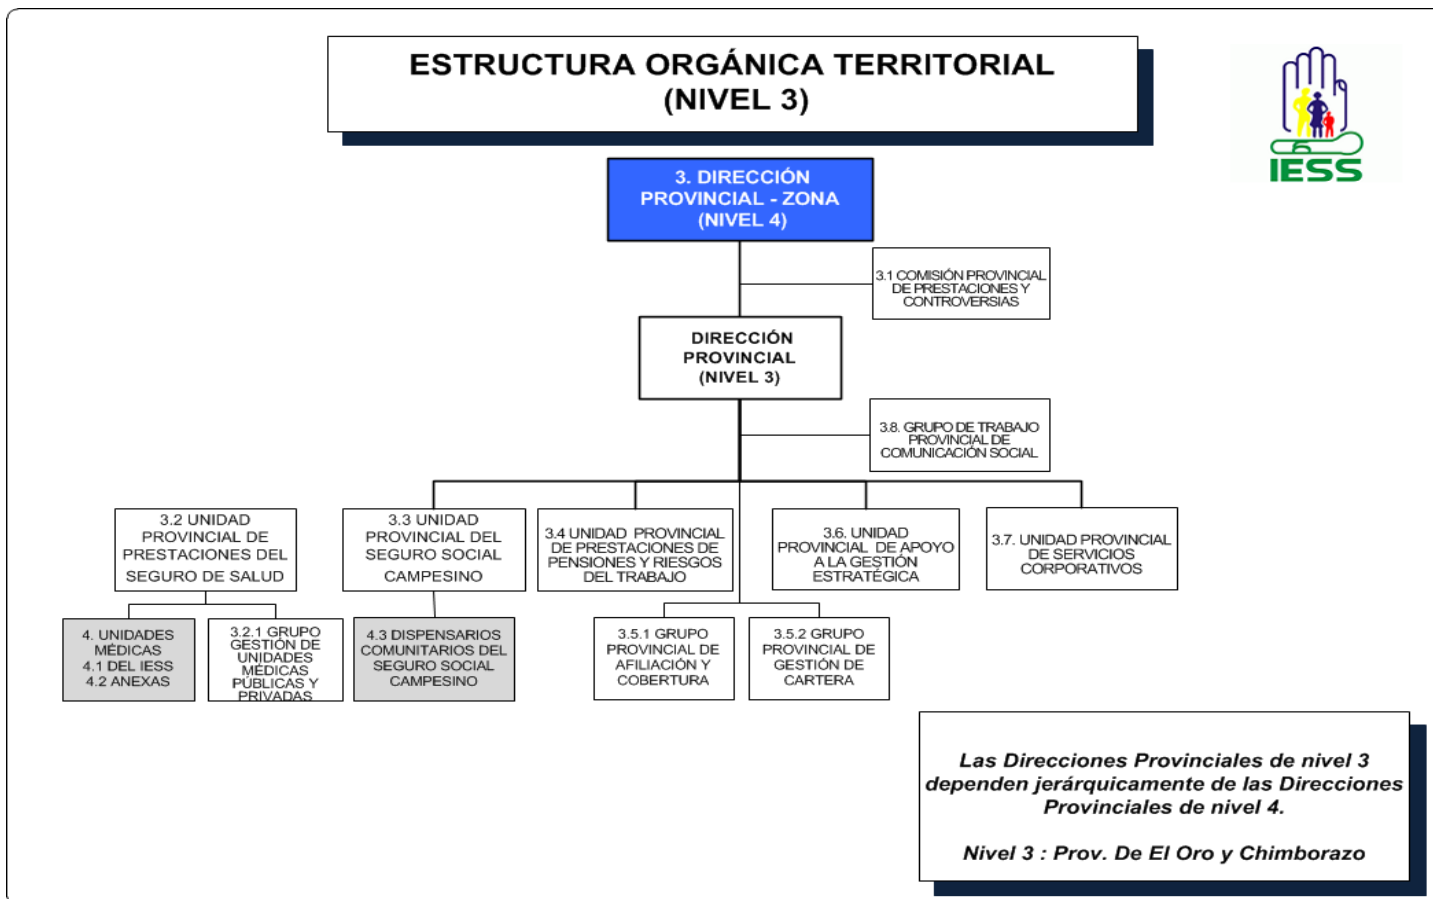 ESTRUCTURA ORGÁNICA TERRITORIAL
(NIVEL 3)
IESS
3. DIRECCIÓN
PROVINCIAL - ZONA
(NIVEL 4)
3.1 COMISIÓN PROVINCIAL
DE PRESTACIONES Y
CONTROVERSIAS
DIRECCIÓN
PROVINCIAL
(NIVEL 3)
3.8. GRUPO DE TRABAJO
PROVINCIAL DE
COMUNICACIÓN SOCIAL
3.2 UNIDAD
PROVINCIAL DE
PRESTACIONES DEL
SEGURO DE SALUD
3.3 UNIDAD
PROVINCIAL DEL
SEGURO SOCIAL
CAMPESINO
3.4 UNIDAD PROVINCIAL
DE PRESTACIONES DE
PENSIONES Y RIESGOS
DEL TRABAJO
3.6. UNIDAD
PROVINCIAL DE APOYO
A LA GESTIÓN
ESTRATÉGICA
3.7. UNIDAD PROVINCIAL
DE SERVICIOS
CORPORATIVOS
4. UNIDADES
MÉDICAS
4.1 DEL IESS
4.2 ANEXAS
3.2.1 GRUPO
GESTIÓN DE
UNIDADES
MÉDICAS
PÚBLICAS Y
PRIVADAS
4.3 DISPENSARIOS
COMUNITARIOS DEL
SEGURO SOCIAL
CAMPESINO
3.5.1 GRUPO
PROVINCIAL DE
AFILIACIÓN Y
COBERTURA
3.5.2 GRUPO
PROVINCIAL DE
GESTIÓN DE
CARTERA
Las Direcciones Provinciales de nivel 3
dependen jerárquicamente de las Direcciones
Provinciales de nivel 4.
Nivel 3 : Prov. De El Oro y Chimborazo